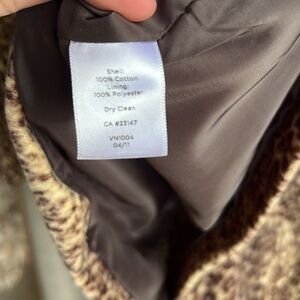 Shell:
100% Cotton
Lining:
100% Polyester
Dry Clean
CA #23147
VN1004
04/11